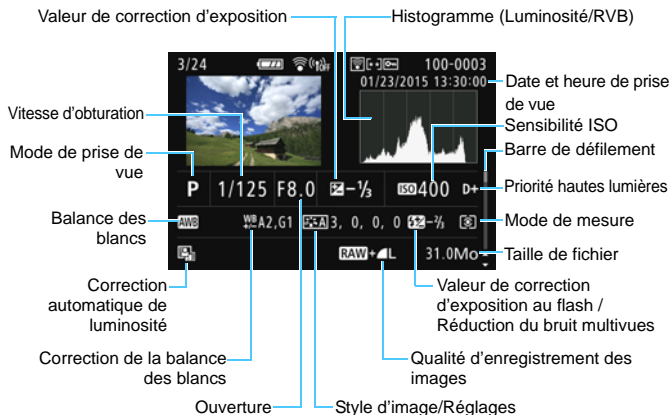 Valeur de correction d'exposition
Histogramme (Luminosité/RVB)
3/24
OFF
100-0003
01/23/2015 13:30:00
Date et heure de prise
de vue
Vitesse d'obturation
Sensibilité ISO
Mode de prise de
vue
Barre de défilement
P 1/125 F8.0 -1/3 ISO 400 D+
Priorité hautes lumières
Balance des
blancs
AWB WB +/- A2,G1 A 3, 0, 0, 0 -2/3
Mode de mesure
RAW+L 31.0Mo
Taille de fichier
Correction
automatique de
luminosité
Valeur de correction
d'exposition au flash /
Réduction du bruit multivues
Correction de la balance
des blancs
Qualité d'enregistrement des
images
Ouverture
Style d'image/Réglages